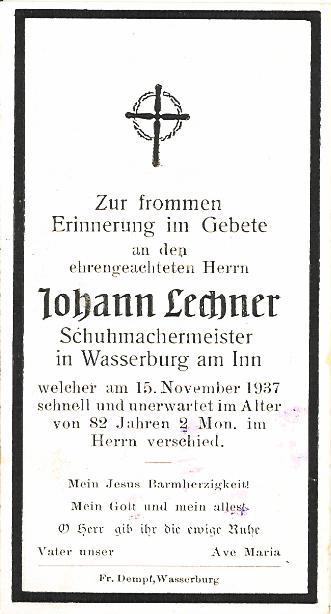 Zur frommen
Erinnerung im Gebete
an den
ehrengeachteten Herrn
Johann Lechner
Schuhmachermeister
in Wasserburg am Inn
welcher am 15. November 1937
schnell und unerwartet im Alter
von 82 Jahren 2 Mon. im
Herrn verschied.
Mein Jesus Barmherzigkeit!
Mein Gott und mein alles.
O Herr gib ihr die ewige Ruhe
Vater unser Ave Maria
Fr. Dempf, Wasserburg